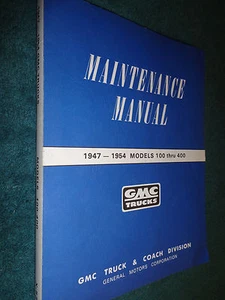 MAINTENANCE
MANUAL
1947 — 1954 MODELS 100 thru 400
GMC
TRUCKS
GMC TRUCK & COACH DIVISION
GENERAL MOTORS CORPORATION